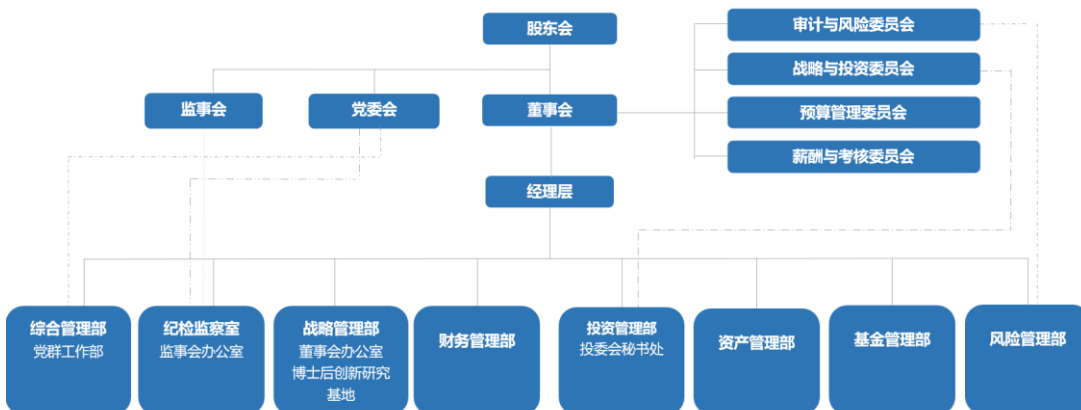 股东会
审计与风险委员会
战略与投资委员会
监事会
党委会
董事会
预算管理委员会
薪酬与考核委员会
经理层
综合管理部
党群工作部
纪检监察室
监事会办公室
战略管理部
董事会办公室
博士后创新研究
基地
财务管理部
投资管理部
投委会秘书处
资产管理部
基金管理部
风险管理部